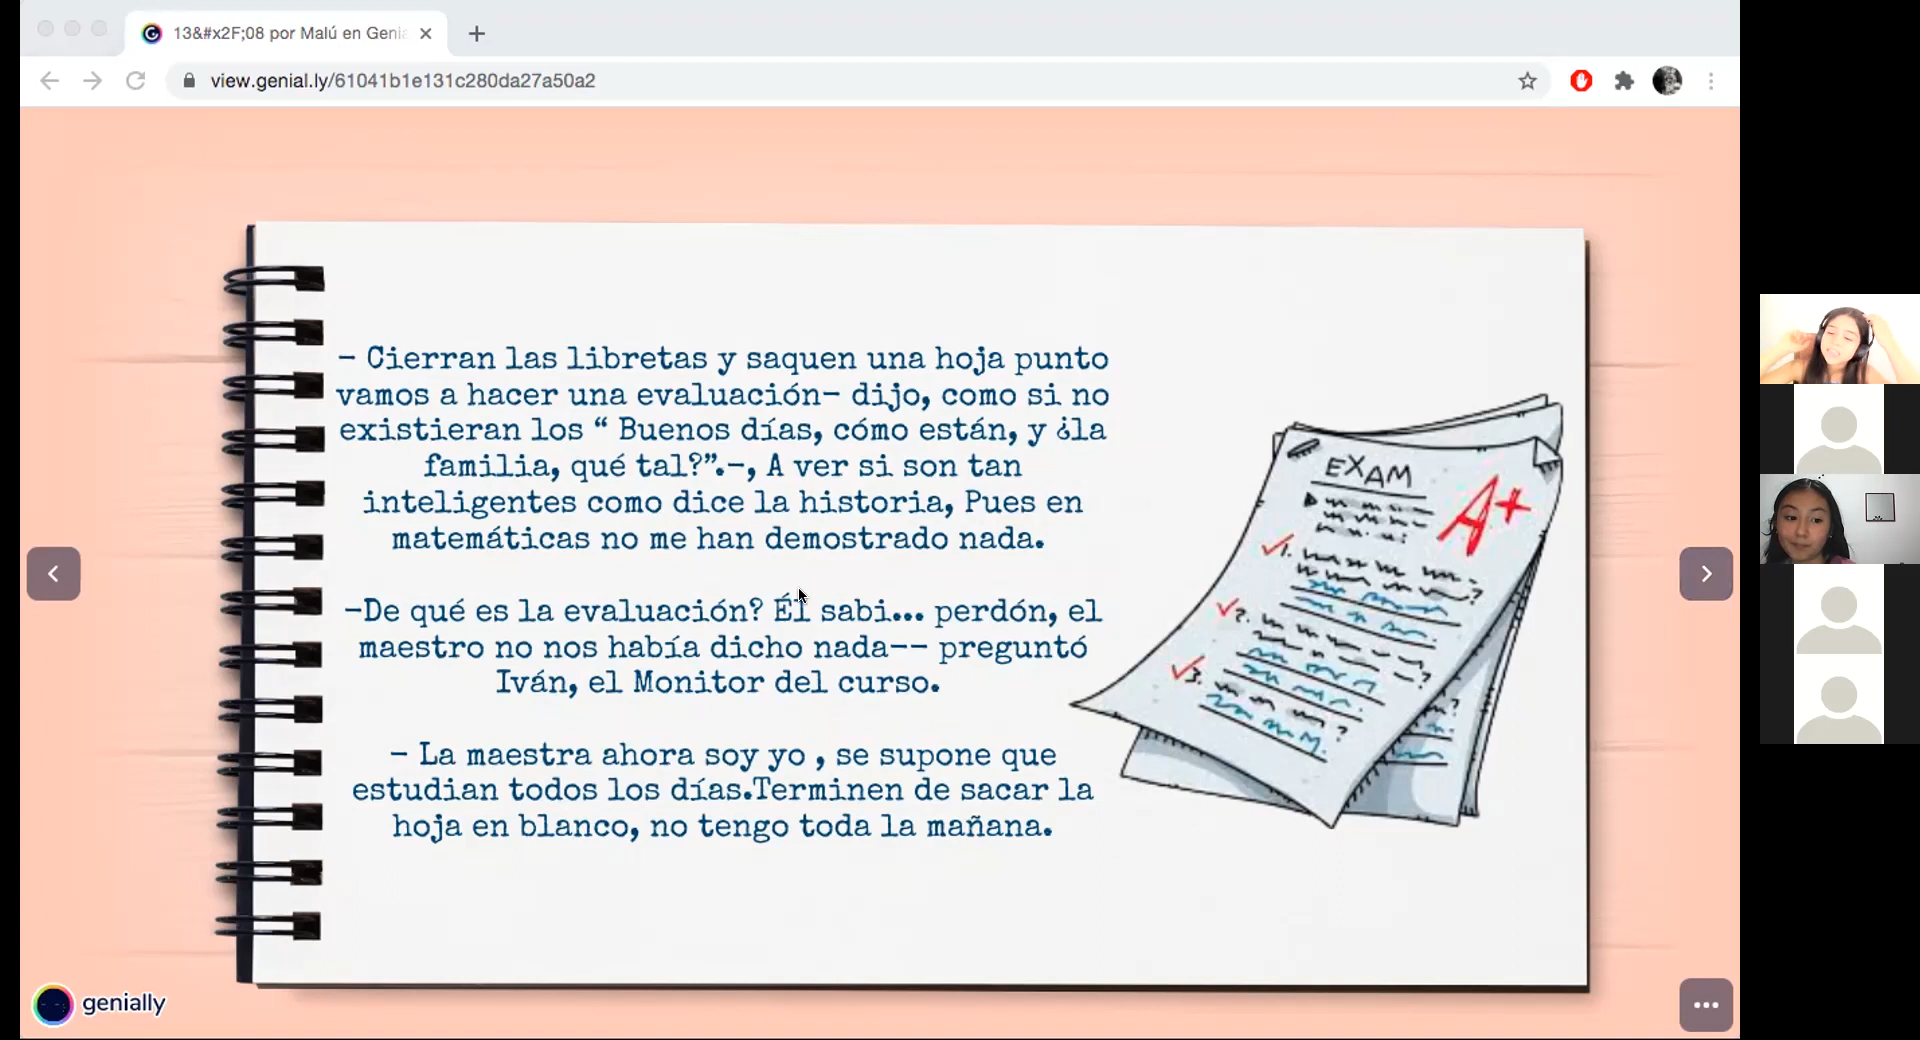 13&#x2F;08 por Malú en Genia
view.genial.ly/61041b1e131c280da27a50a2
- Cierran las libretas y saquen una hoja punto
vamos a hacer una evaluación- dijo, como si no
existieran los “ Buenos días, cómo están, y ¿la
familia, qué tal?”.-, A ver si son tan
inteligentes como dice la historia, Pues en
matemáticas no me han demostrado nada.
-De qué es la evaluación? Él sabi... perdón, el
maestro no nos había dicho nada-- preguntó
Iván, el Monitor del curso.
- La maestra ahora soy yo , se supone que
estudian todos los días.Terminen de sacar la
hoja en blanco, no tengo toda la mañana.
EXAM
A+
1.
2.
3.
genially